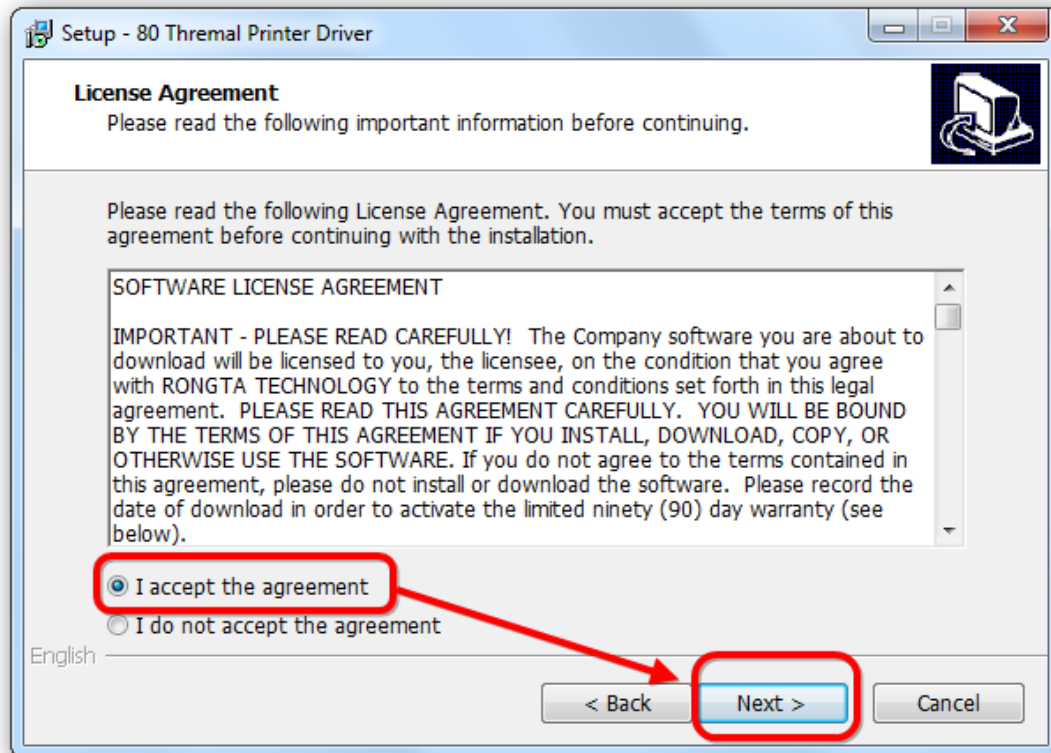 Setup - 80 Thremal Printer Driver
License Agreement
Please read the following important information before continuing.
Please read the following License Agreement. You must accept the terms of this
agreement before continuing with the installation.
SOFTWARE LICENSE AGREEMENT
IMPORTANT - PLEASE READ CAREFULLY!  The Company software you are about to
download will be licensed to you, the licensee, on the condition that you agree
with RONGTA TECHNOLOGY to the terms and conditions set forth in this legal
agreement.  PLEASE READ THIS AGREEMENT CAREFULLY.  YOU WILL BE BOUND
BY THE TERMS OF THIS AGREEMENT IF YOU INSTALL, DOWNLOAD, COPY, OR
OTHERWISE USE THE SOFTWARE. If you do not agree to the terms contained in
this agreement, please do not install or download the software.  Please record the
date of download in order to activate the limited ninety (90) day warranty (see
below).
I accept the agreement
I do not accept the agreement
English
< Back
Next >
Cancel